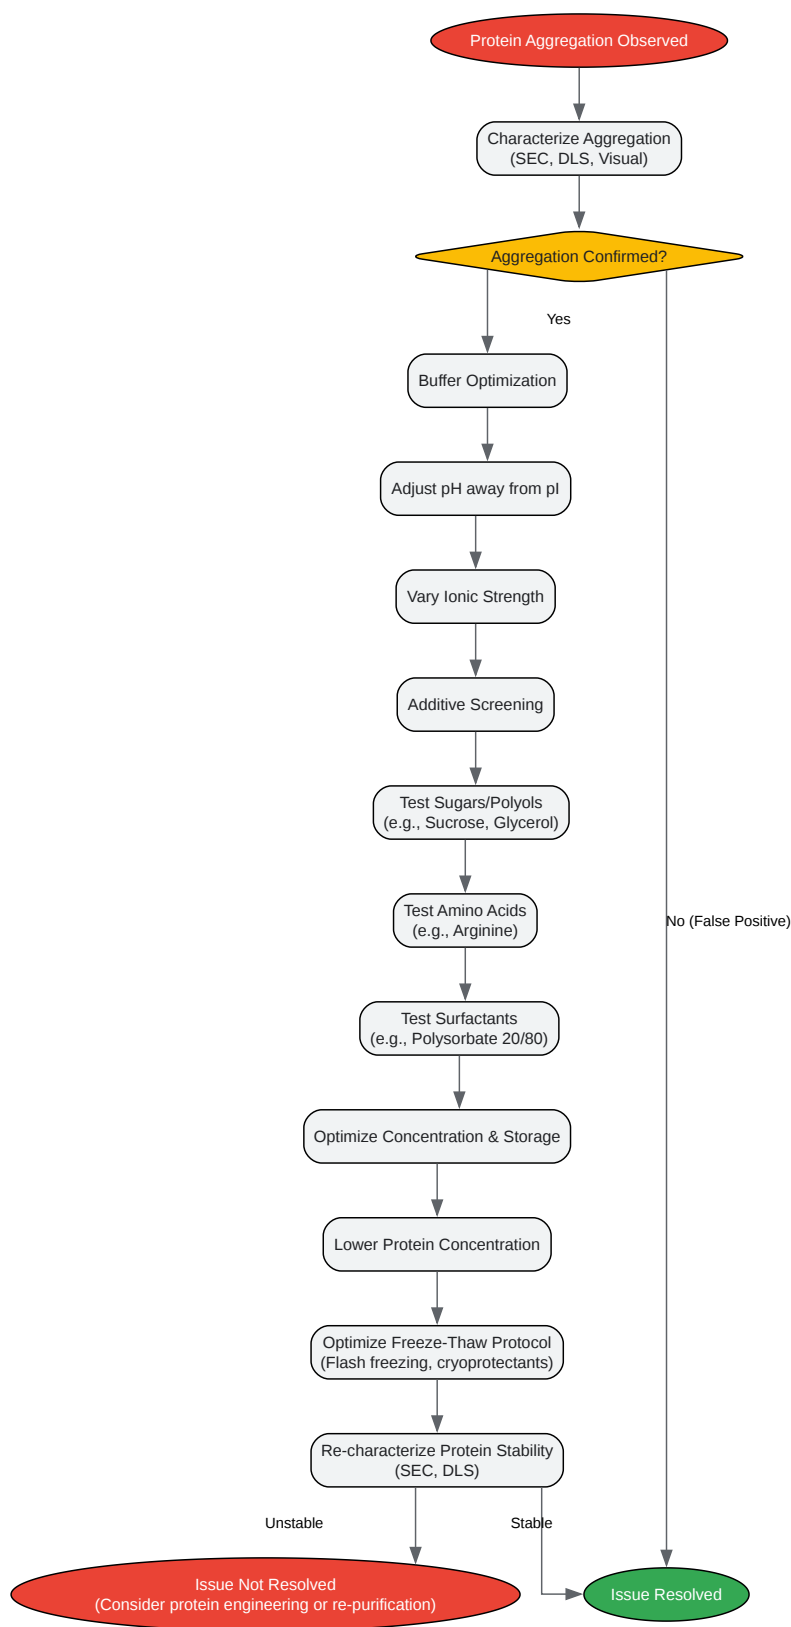 Protein Aggregation Observed
Characterize Aggregation
(SEC, DLS, Visual)
Aggregation Confirmed?
Yes
Buffer Optimization
Adjust pH away from pI
Vary Ionic Strength
Additive Screening
Test Sugars/Polyols
(e.g., Sucrose, Glycerol)
Test Amino Acids
(e.g., Arginine)
No (False Positive)
Test Surfactants
(e.g., Polysorbate 20/80)
Optimize Concentration & Storage
Lower Protein Concentration
Optimize Freeze-Thaw Protocol
(Flash freezing, cryoprotectants)
Re-characterize Protein Stability
(SEC, DLS)
Unstable
Stable
Issue Not Resolved
(Consider protein engineering or re-purification)
Issue Resolved